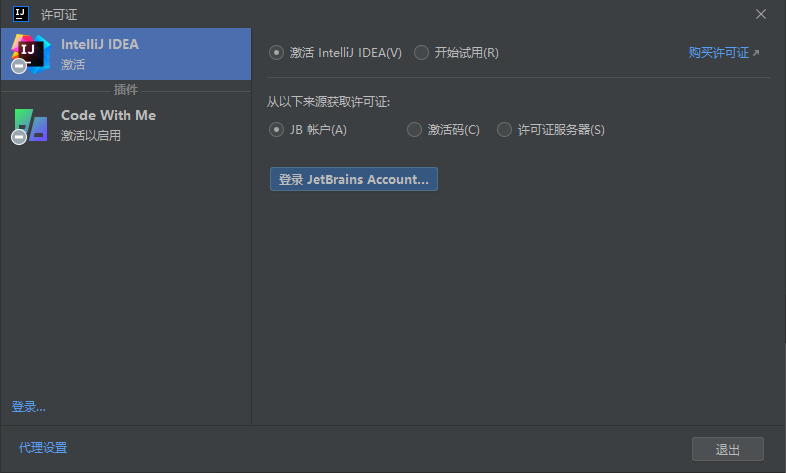 许可证
IntelliJ IDEA
激活
插件
Code With Me
激活以启用
登录...
激活 IntelliJ IDEA(V) 开始试用(R) 购买许可证↗
从以下来源获取许可证:
JB 帐户(A) 激活码(C) 许可证服务器(S)
登录 JetBrains Account...
代理设置 退出